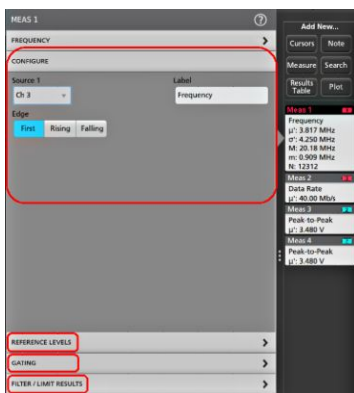 MEAS 1
?
FREQUENCY
CONFIGURE
Source 1
Label
Ch 3
Frequency
Edge
First Rising Falling
REFERENCE LEVELS
GATING
FILTER / LIMIT RESULTS
Add New...
Cursors Note
Measure Search
Results Table Plot
Meas 1
Frequency
µ': 3.817 MHz
σ': 4.250 MHz
M: 20.18 MHz
m: 0.909 MHz
N: 12312
Meas 2
Data Rate
µ': 40.00 Mb/s
Meas 3
Peak-to-Peak
µ': 3.480 V
Meas 4
Peak-to-Peak
µ': 3.480 V